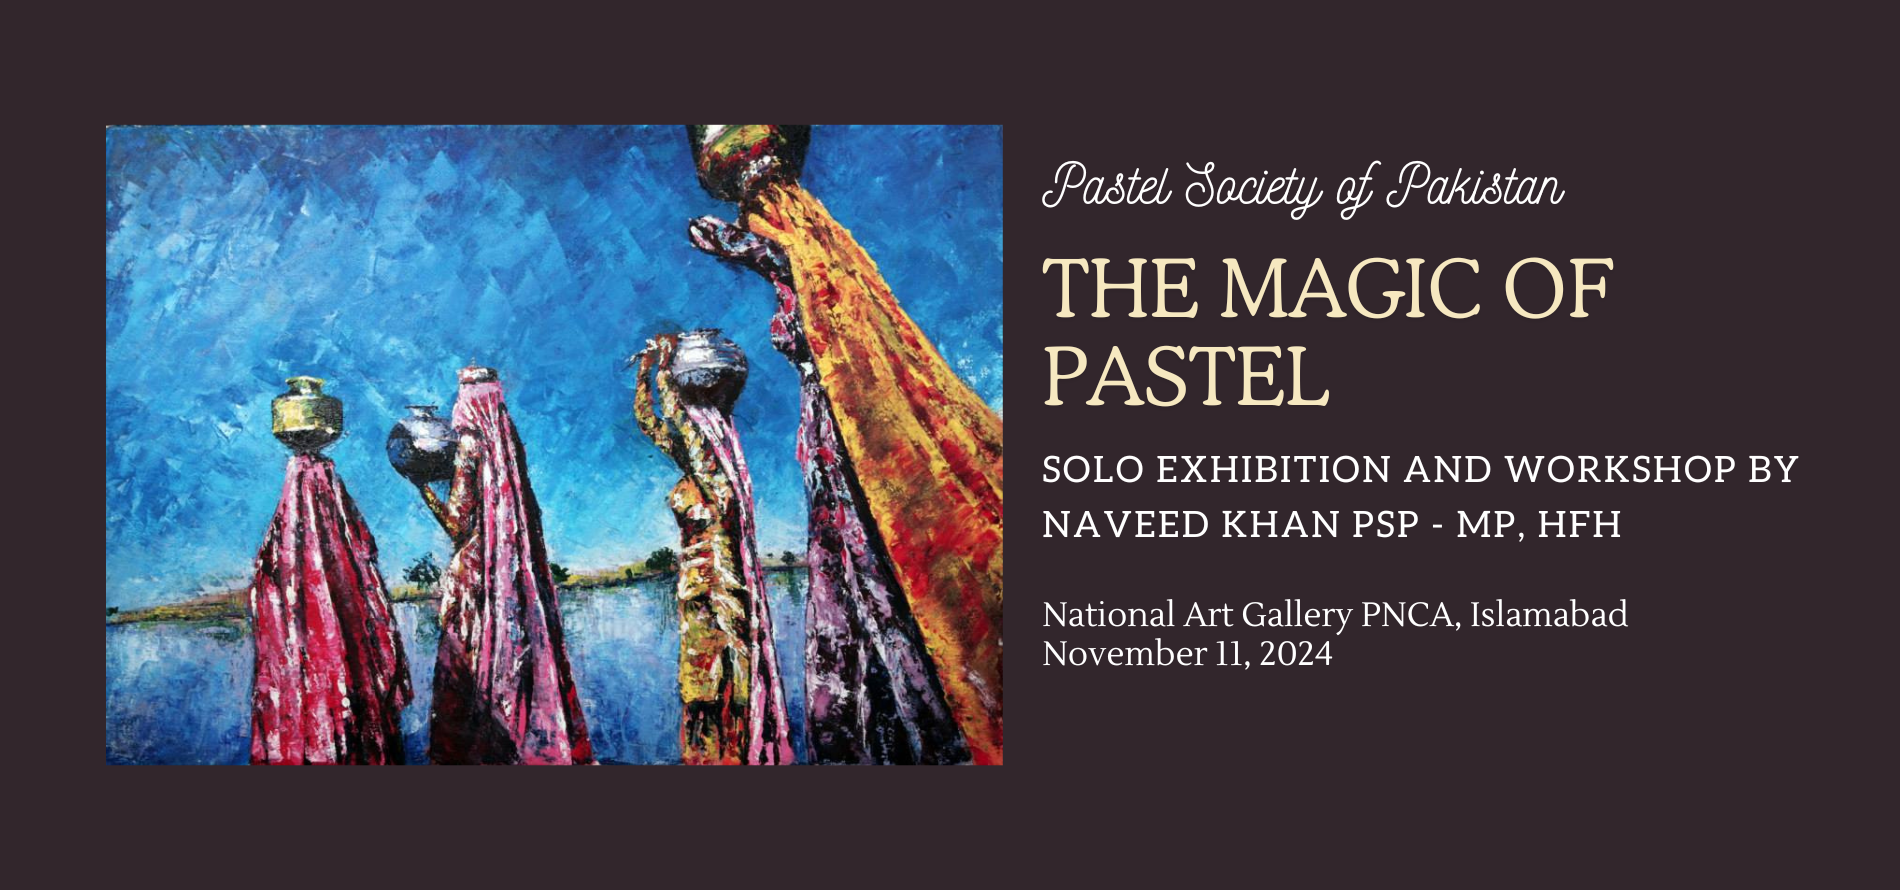 Pastel Society of Pakistan
THE MAGIC OF
PASTEL
SOLO EXHIBITION AND WORKSHOP BY
NAVEED KHAN PSP - MP, HFH
National Art Gallery PNCA, Islamabad
November 11, 2024